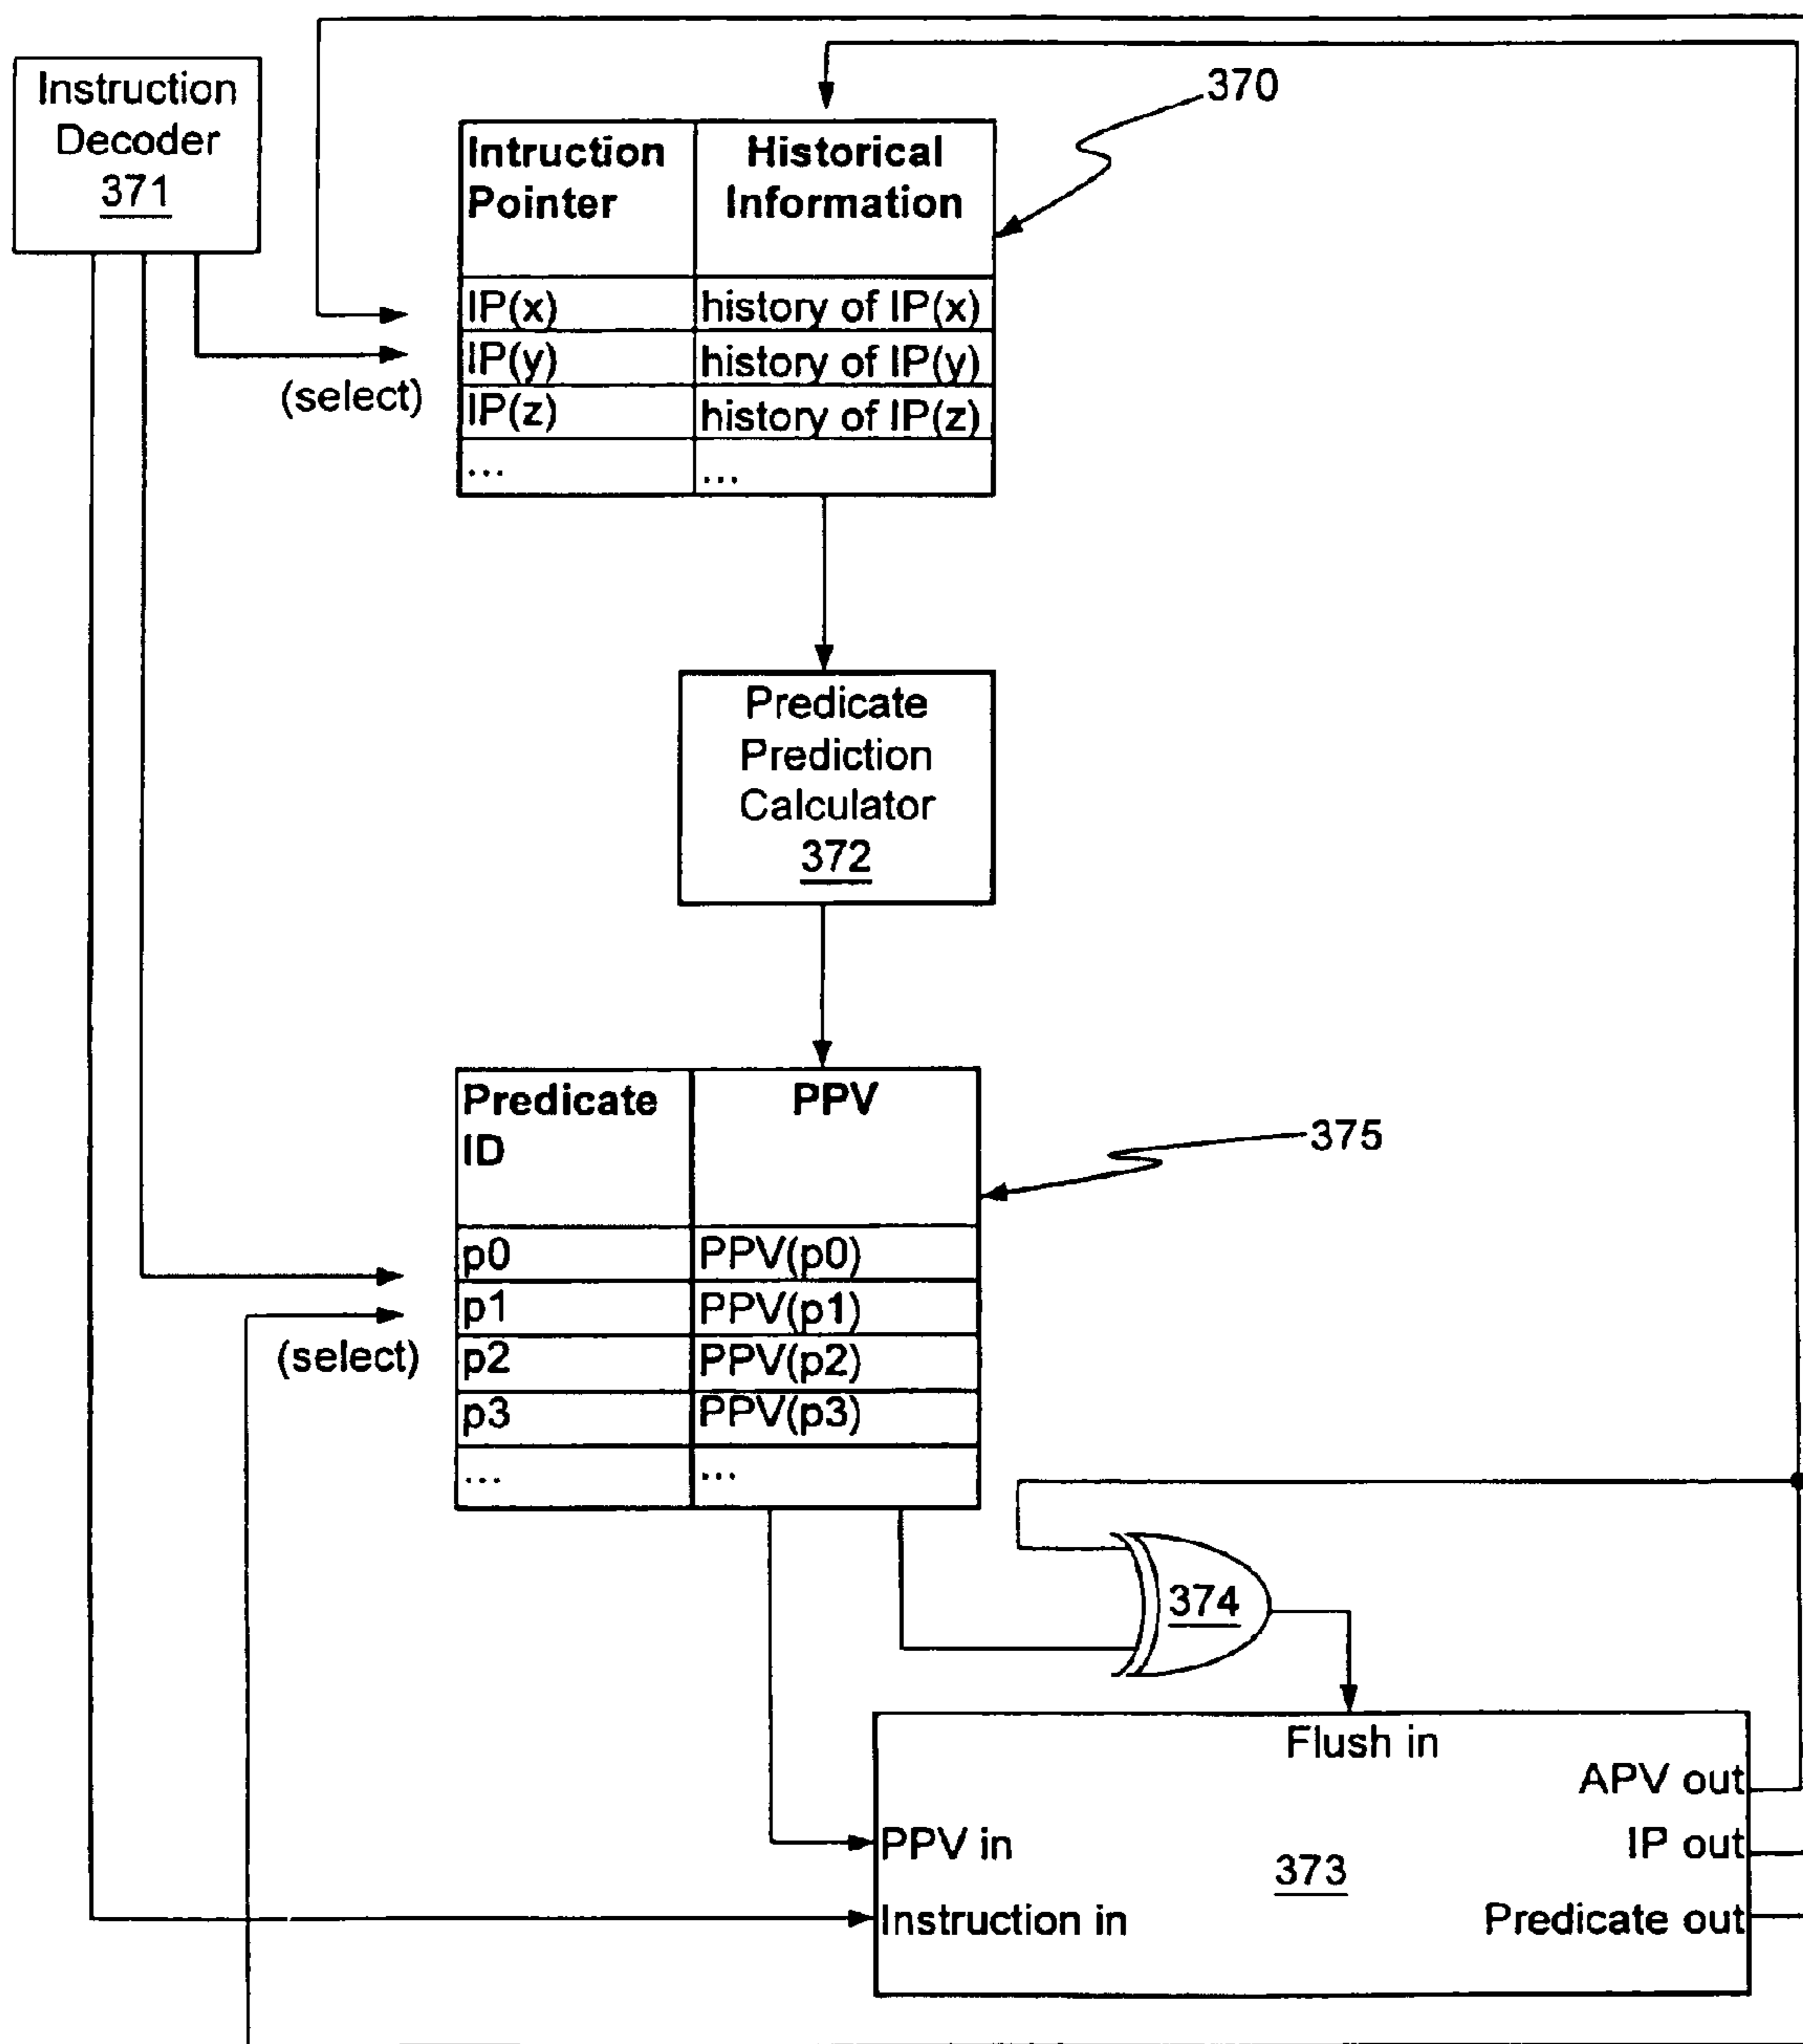 Instruction
Decoder
371
370
Intruction
Pointer
Historical
Information
IP(x)
history of IP(x)
IP(y)
history of IP(y)
IP(z)
history of IP(z)
...
...
(select)
Predicate
Prediction
Calculator
372
Predicate
ID
PPV
375
p0
PPV(p0)
p1
PPV(p1)
p2
PPV(p2)
p3
PPV(p3)
...
...
(select)
374
Flush in
APV out
PPV in
IP out
373
Instruction in
Predicate out